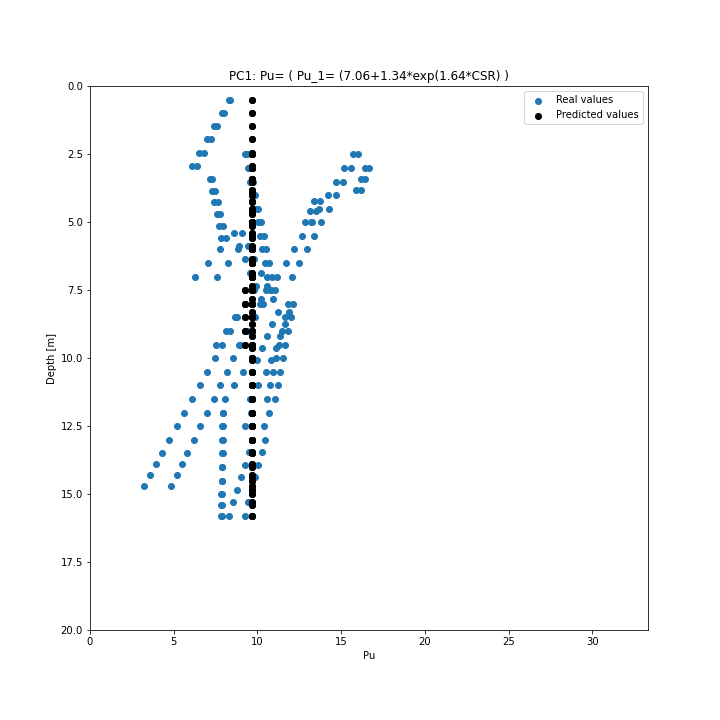 PC1: Pu= ( Pu_1= (7.06+1.34*exp(1.64*CSR) )
Real values
Predicted values
0.0
2.5
5.0
7.5
10.0
12.5
15.0
17.5
20.0
Depth [m]
0 5 10 15 20 25 30
Pu